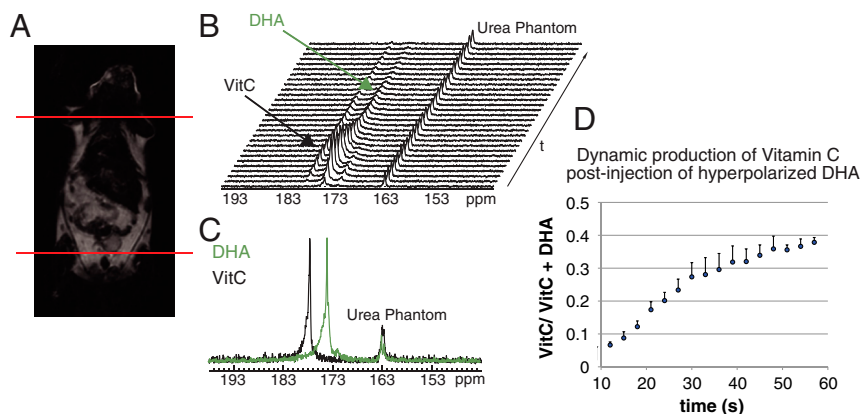 A
B
DHA
Urea Phantom
VitC
t
193 183 173 163 153 ppm
C
DHA
VitC
Urea Phantom
193 183 173 163 153 ppm
D
Dynamic production of Vitamin C
post-injection of hyperpolarized DHA
VitC/ VitC + DHA
0.5
0.4
0.3
0.2
0.1
0
10 20 30 40 50 60
time (s)